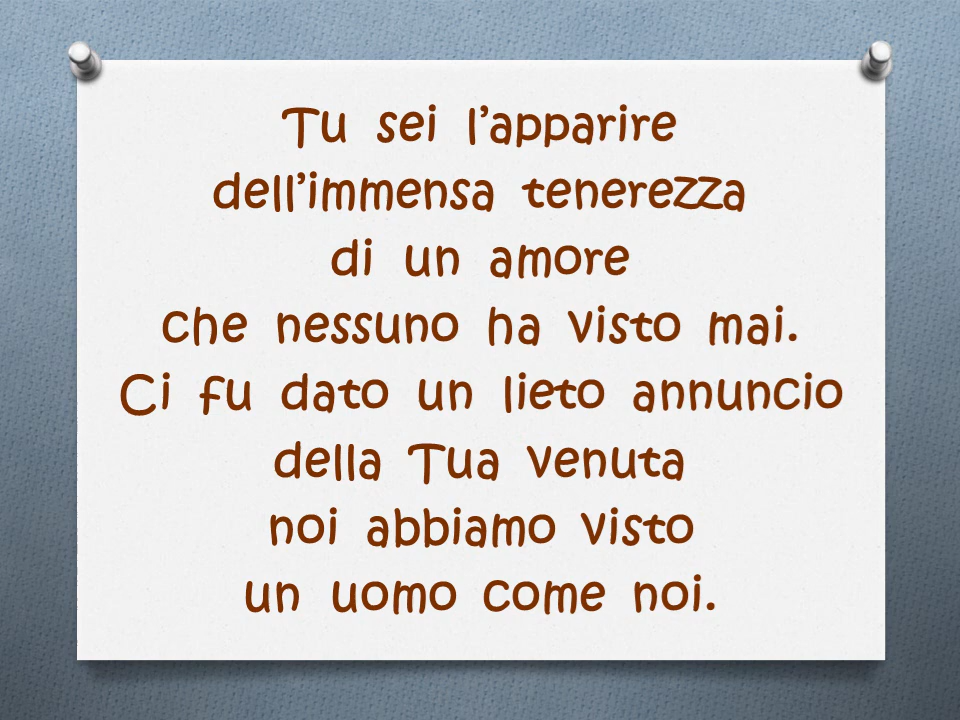 Tu sei l’apparire
dell’immensa tenerezza
di un amore
che nessuno ha visto mai.
Ci fu dato un lieto annuncio
della Tua venuta
noi abbiamo visto
un uomo come noi.